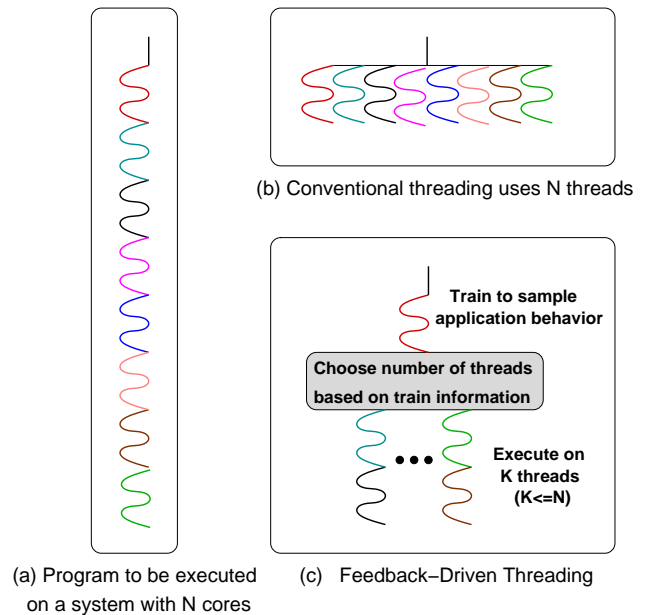 (a) Program to be executed
on a system with N cores
(b) Conventional threading uses N threads
Train to sample
application behavior
Choose number of threads
based on train information
Execute on
K threads
(K<=N)
(c) Feedback−Driven Threading